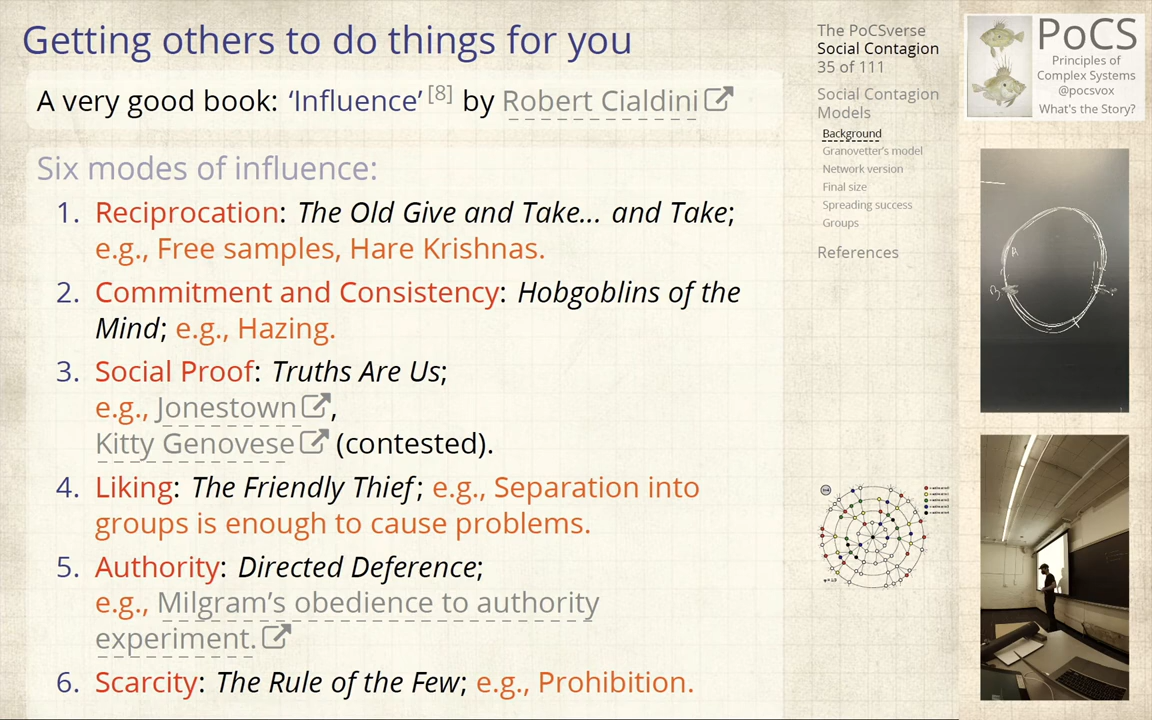 Getting others to do things for you
A very good book: ‘Influence’ [8] by Robert Cialdini
Six modes of influence:
1. Reciprocation: The Old Give and Take... and Take;
e.g., Free samples, Hare Krishnas.
2. Commitment and Consistency: Hobgoblins of the
Mind; e.g., Hazing.
3. Social Proof: Truths Are Us;
e.g., Jonestown,
Kitty Genovese (contested).
4. Liking: The Friendly Thief; e.g., Separation into
groups is enough to cause problems.
5. Authority: Directed Deference;
e.g., Milgram’s obedience to authority
experiment.
6. Scarcity: The Rule of the Few; e.g., Prohibition.
The PoCSverse
Social Contagion
35 of 111
Social Contagion
Models
Background
Granovetter’s model
Network version
Final size
Spreading success
Groups
References
PoCS
Principles of
Complex Systems
@pocsvox
What’s the Story?